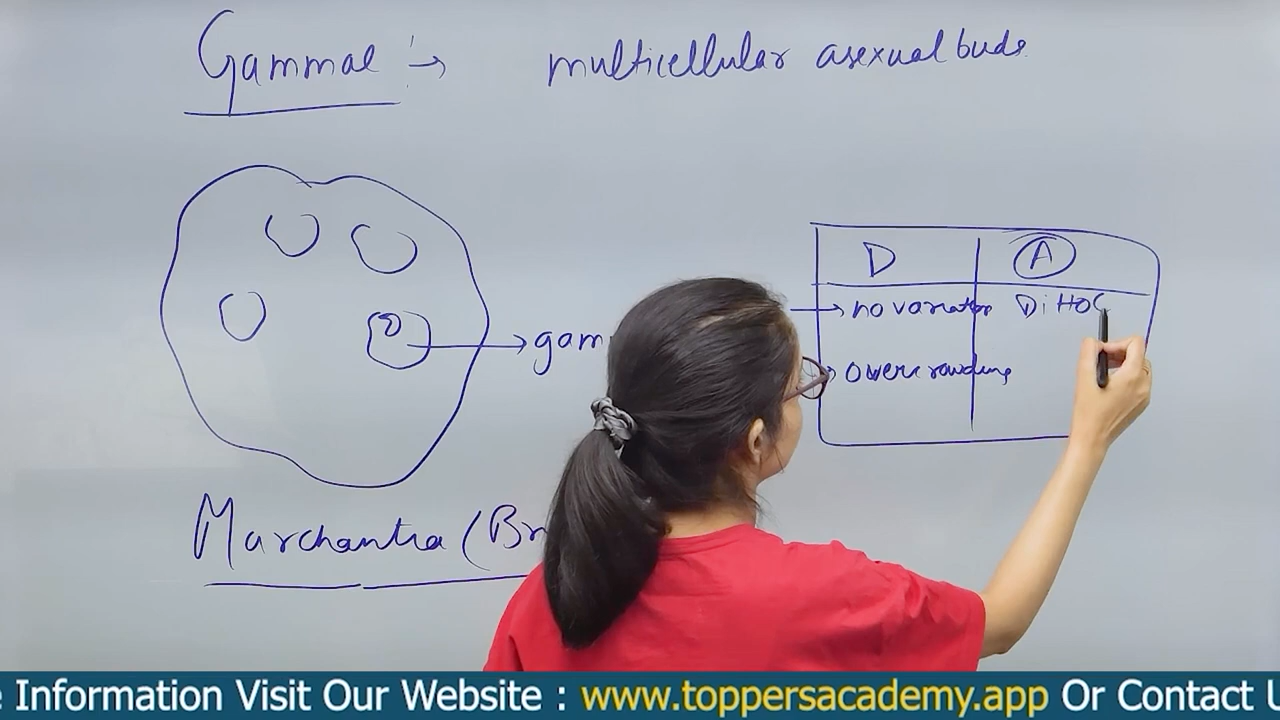 Gammae :→ multicellular asexual buds.
D A
→ no variation DittoC
overcrowding
→ gam
Marchantia (Br
e Information Visit Our Website : www.toppersacademy.app Or Contact U